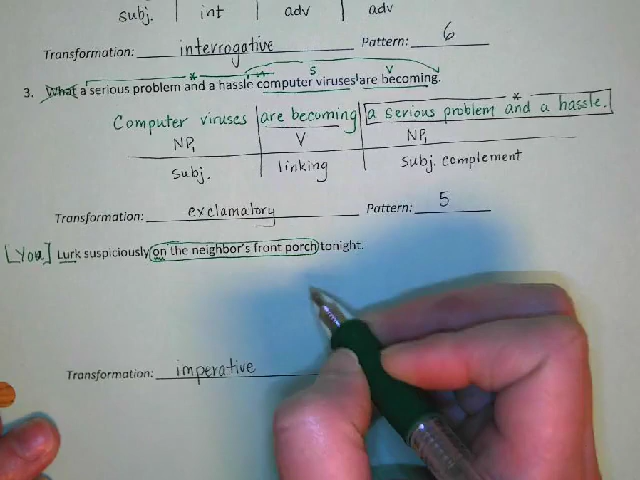 subj. int adv adv
Transformation: interrogative Pattern: 6
* S V
3. What a serious problem and a hassle computer viruses are becoming.
Computer viruses are becoming a serious problem and a hassle. *
NP1 V NP1
subj. linking subj. complement
Transformation: exclamatory Pattern: 5
[You] Lurk suspiciously on the neighbor's front porch tonight.
Transformation: imperative